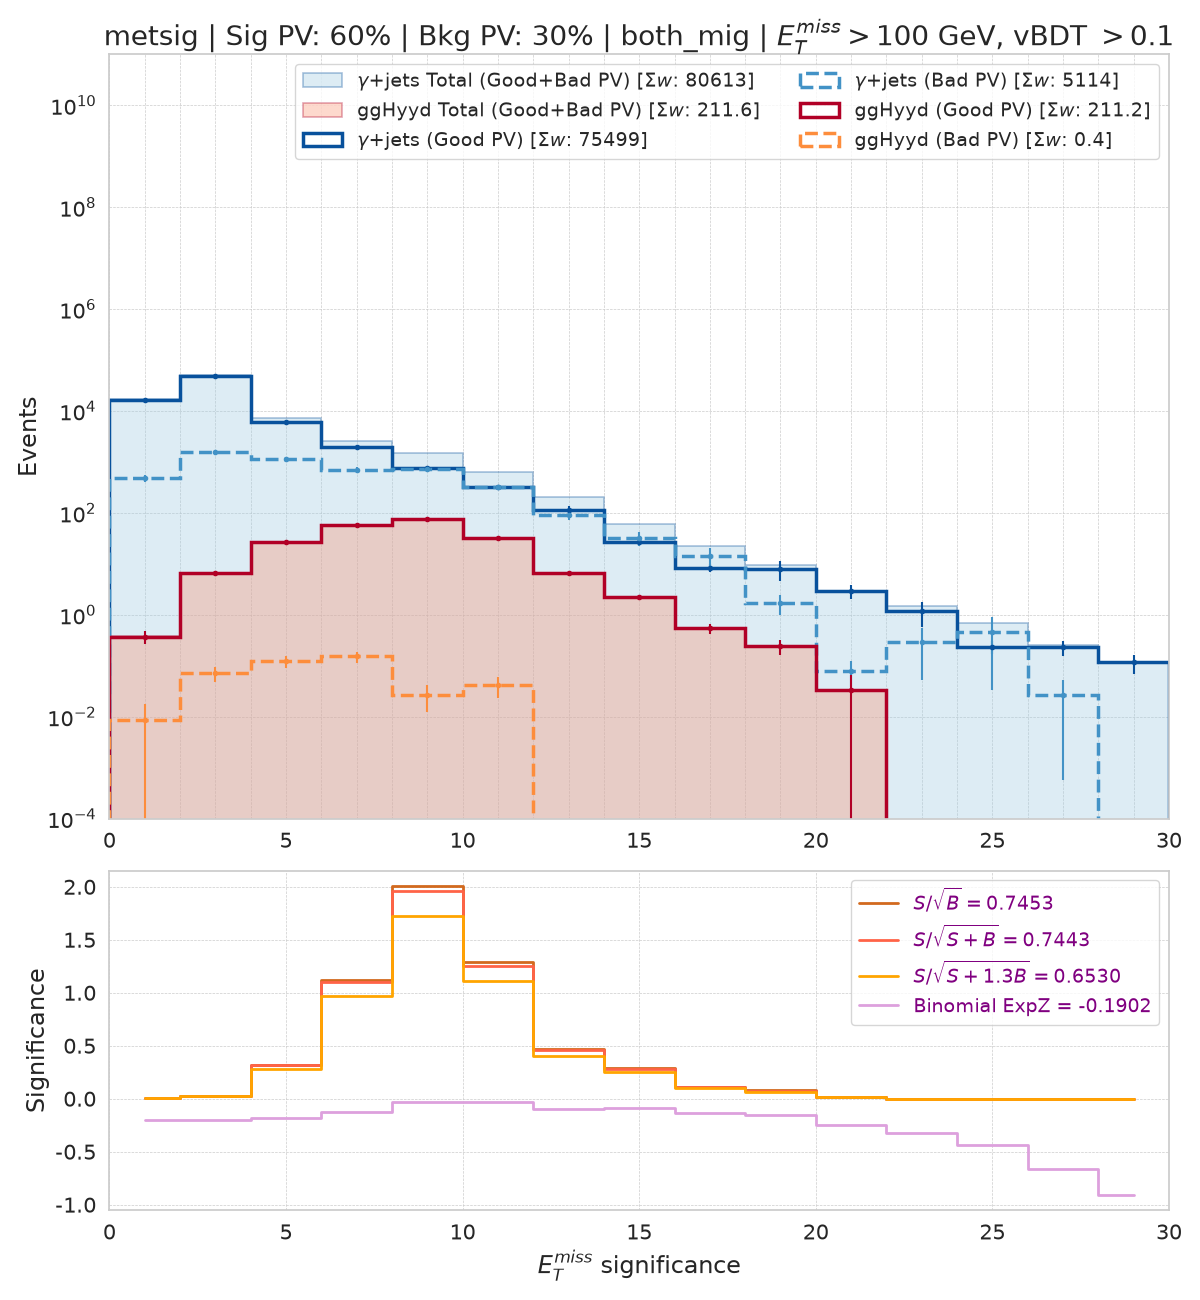 metsig | Sig PV: 60% | Bkg PV: 30% | both_mig | $E_T^{miss} > 100$ GeV, vBDT $> 0.1$
γ+jets Total (Good+Bad PV) [Σw: 80613]
ggHyyd Total (Good+Bad PV) [Σw: 211.6]
γ+jets (Good PV) [Σw: 75499]
γ+jets (Bad PV) [Σw: 5114]
ggHyyd (Good PV) [Σw: 211.2]
ggHyyd (Bad PV) [Σw: 0.4]
Events
10^{10}
10^{8}
10^{6}
10^{4}
10^{2}
10^{0}
10^{−2}
10^{−4}
0 5 10 15 20 25 30
Significance
2.0
1.5
1.0
0.5
0.0
-0.5
-1.0
$S/\sqrt{B} = 0.7453$
$S/\sqrt{S + B} = 0.7443$
$S/\sqrt{S + 1.3B} = 0.6530$
Binomial ExpZ = -0.1902
0 5 10 15 20 25 30
$E_T^{miss}$ significance